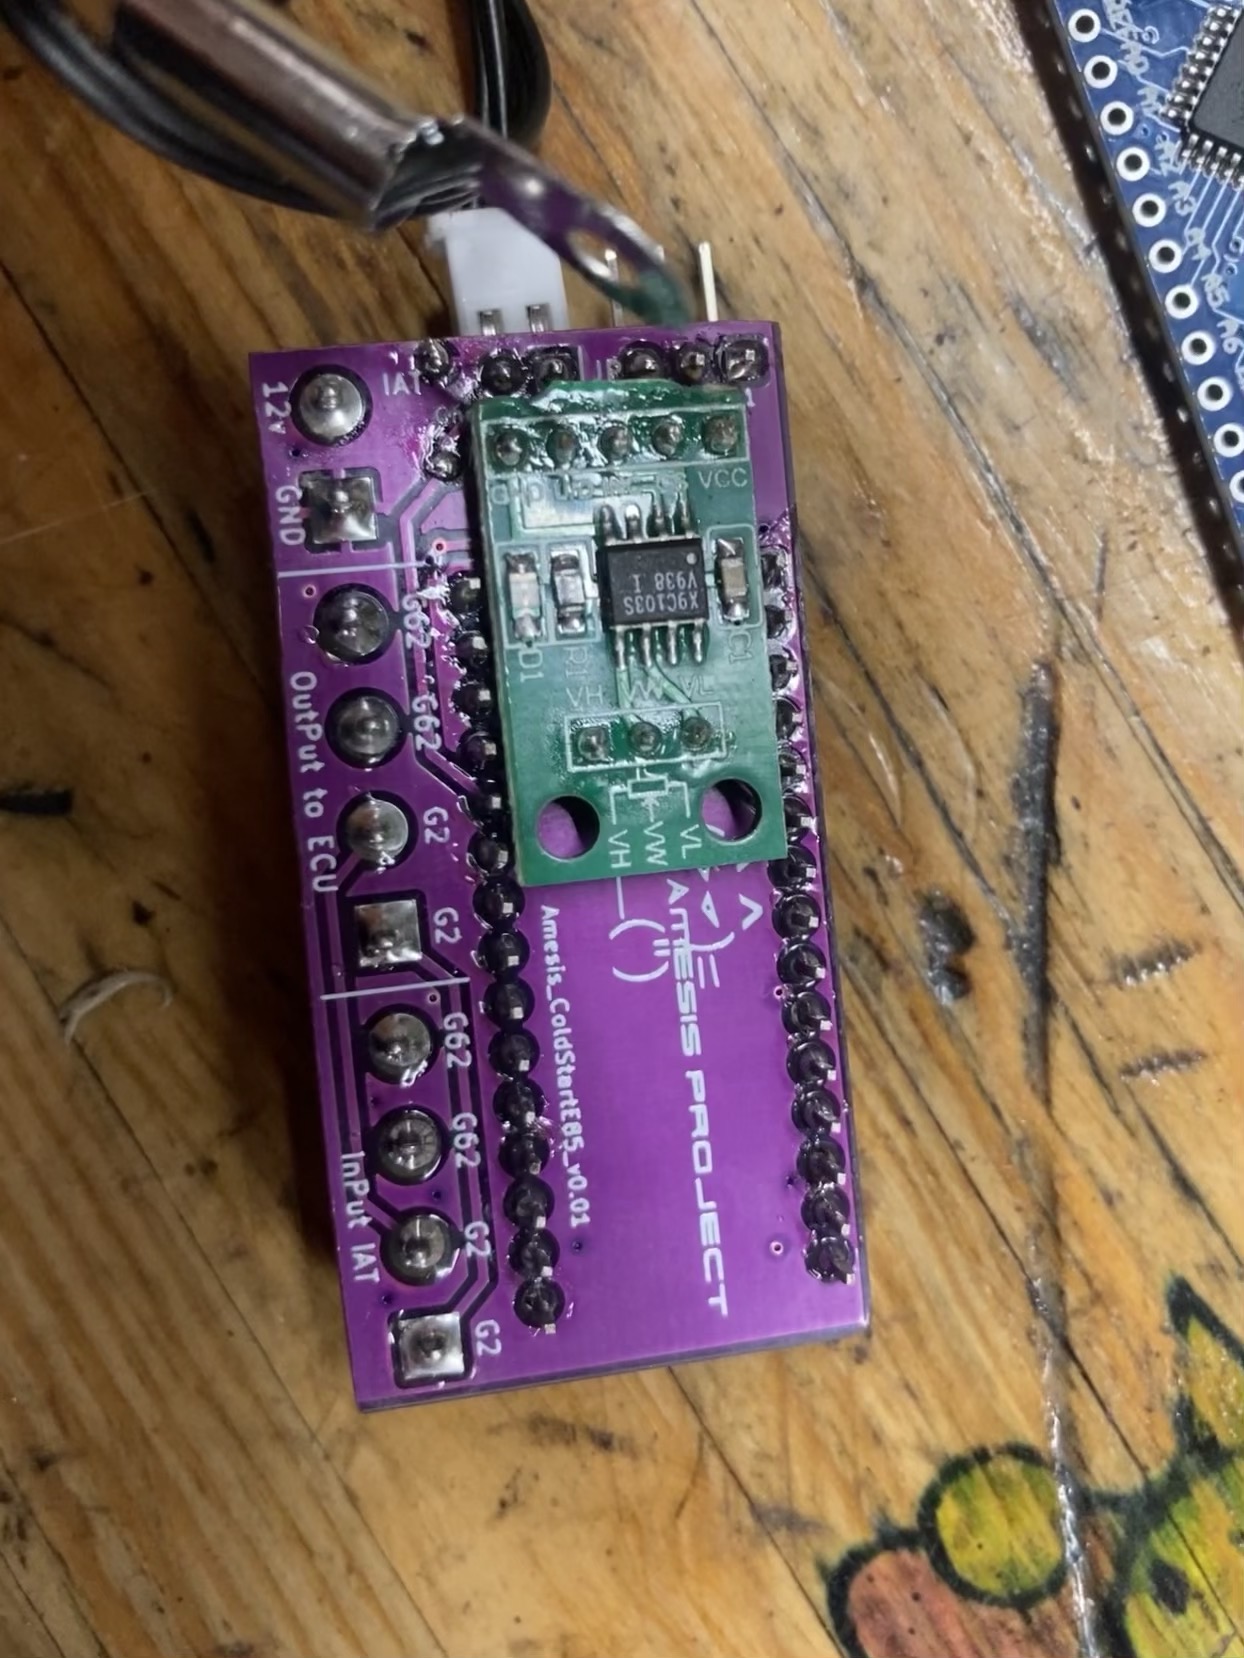 12v
IAT
GND
G62
G62
OutPut to ECU
G2
G2
G62
G62
InPut IAT
G2
G2
VCC
X9C103S
V938 I
D1
R1
C1
VH
VW
VL
VH
VW
VL
Amesis_ColdStartE85_v0.01
AMESIS PROJECT